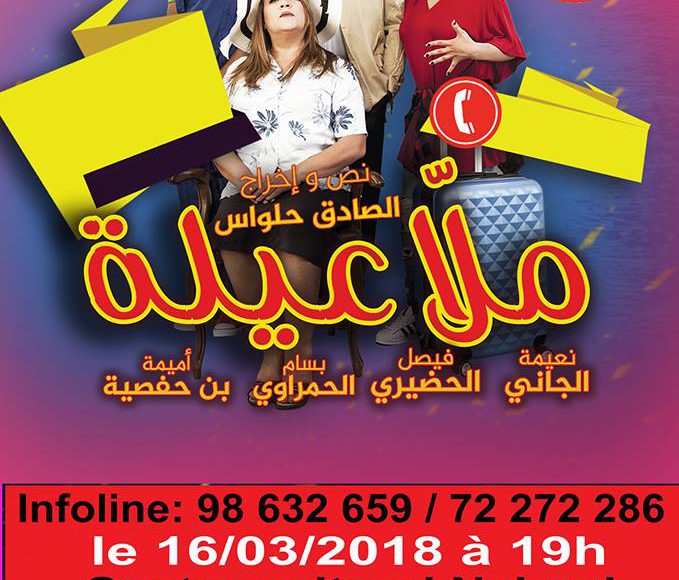 نص و إخراج
الصادق حلواس
ملاّ عيلة
نعيمة الجاني
فيصل الحضيري
بسام الحمراوي
أميمة بن حفصية
Infoline: 98 632 659 / 72 272 286
le 16/03/2018 à 19h